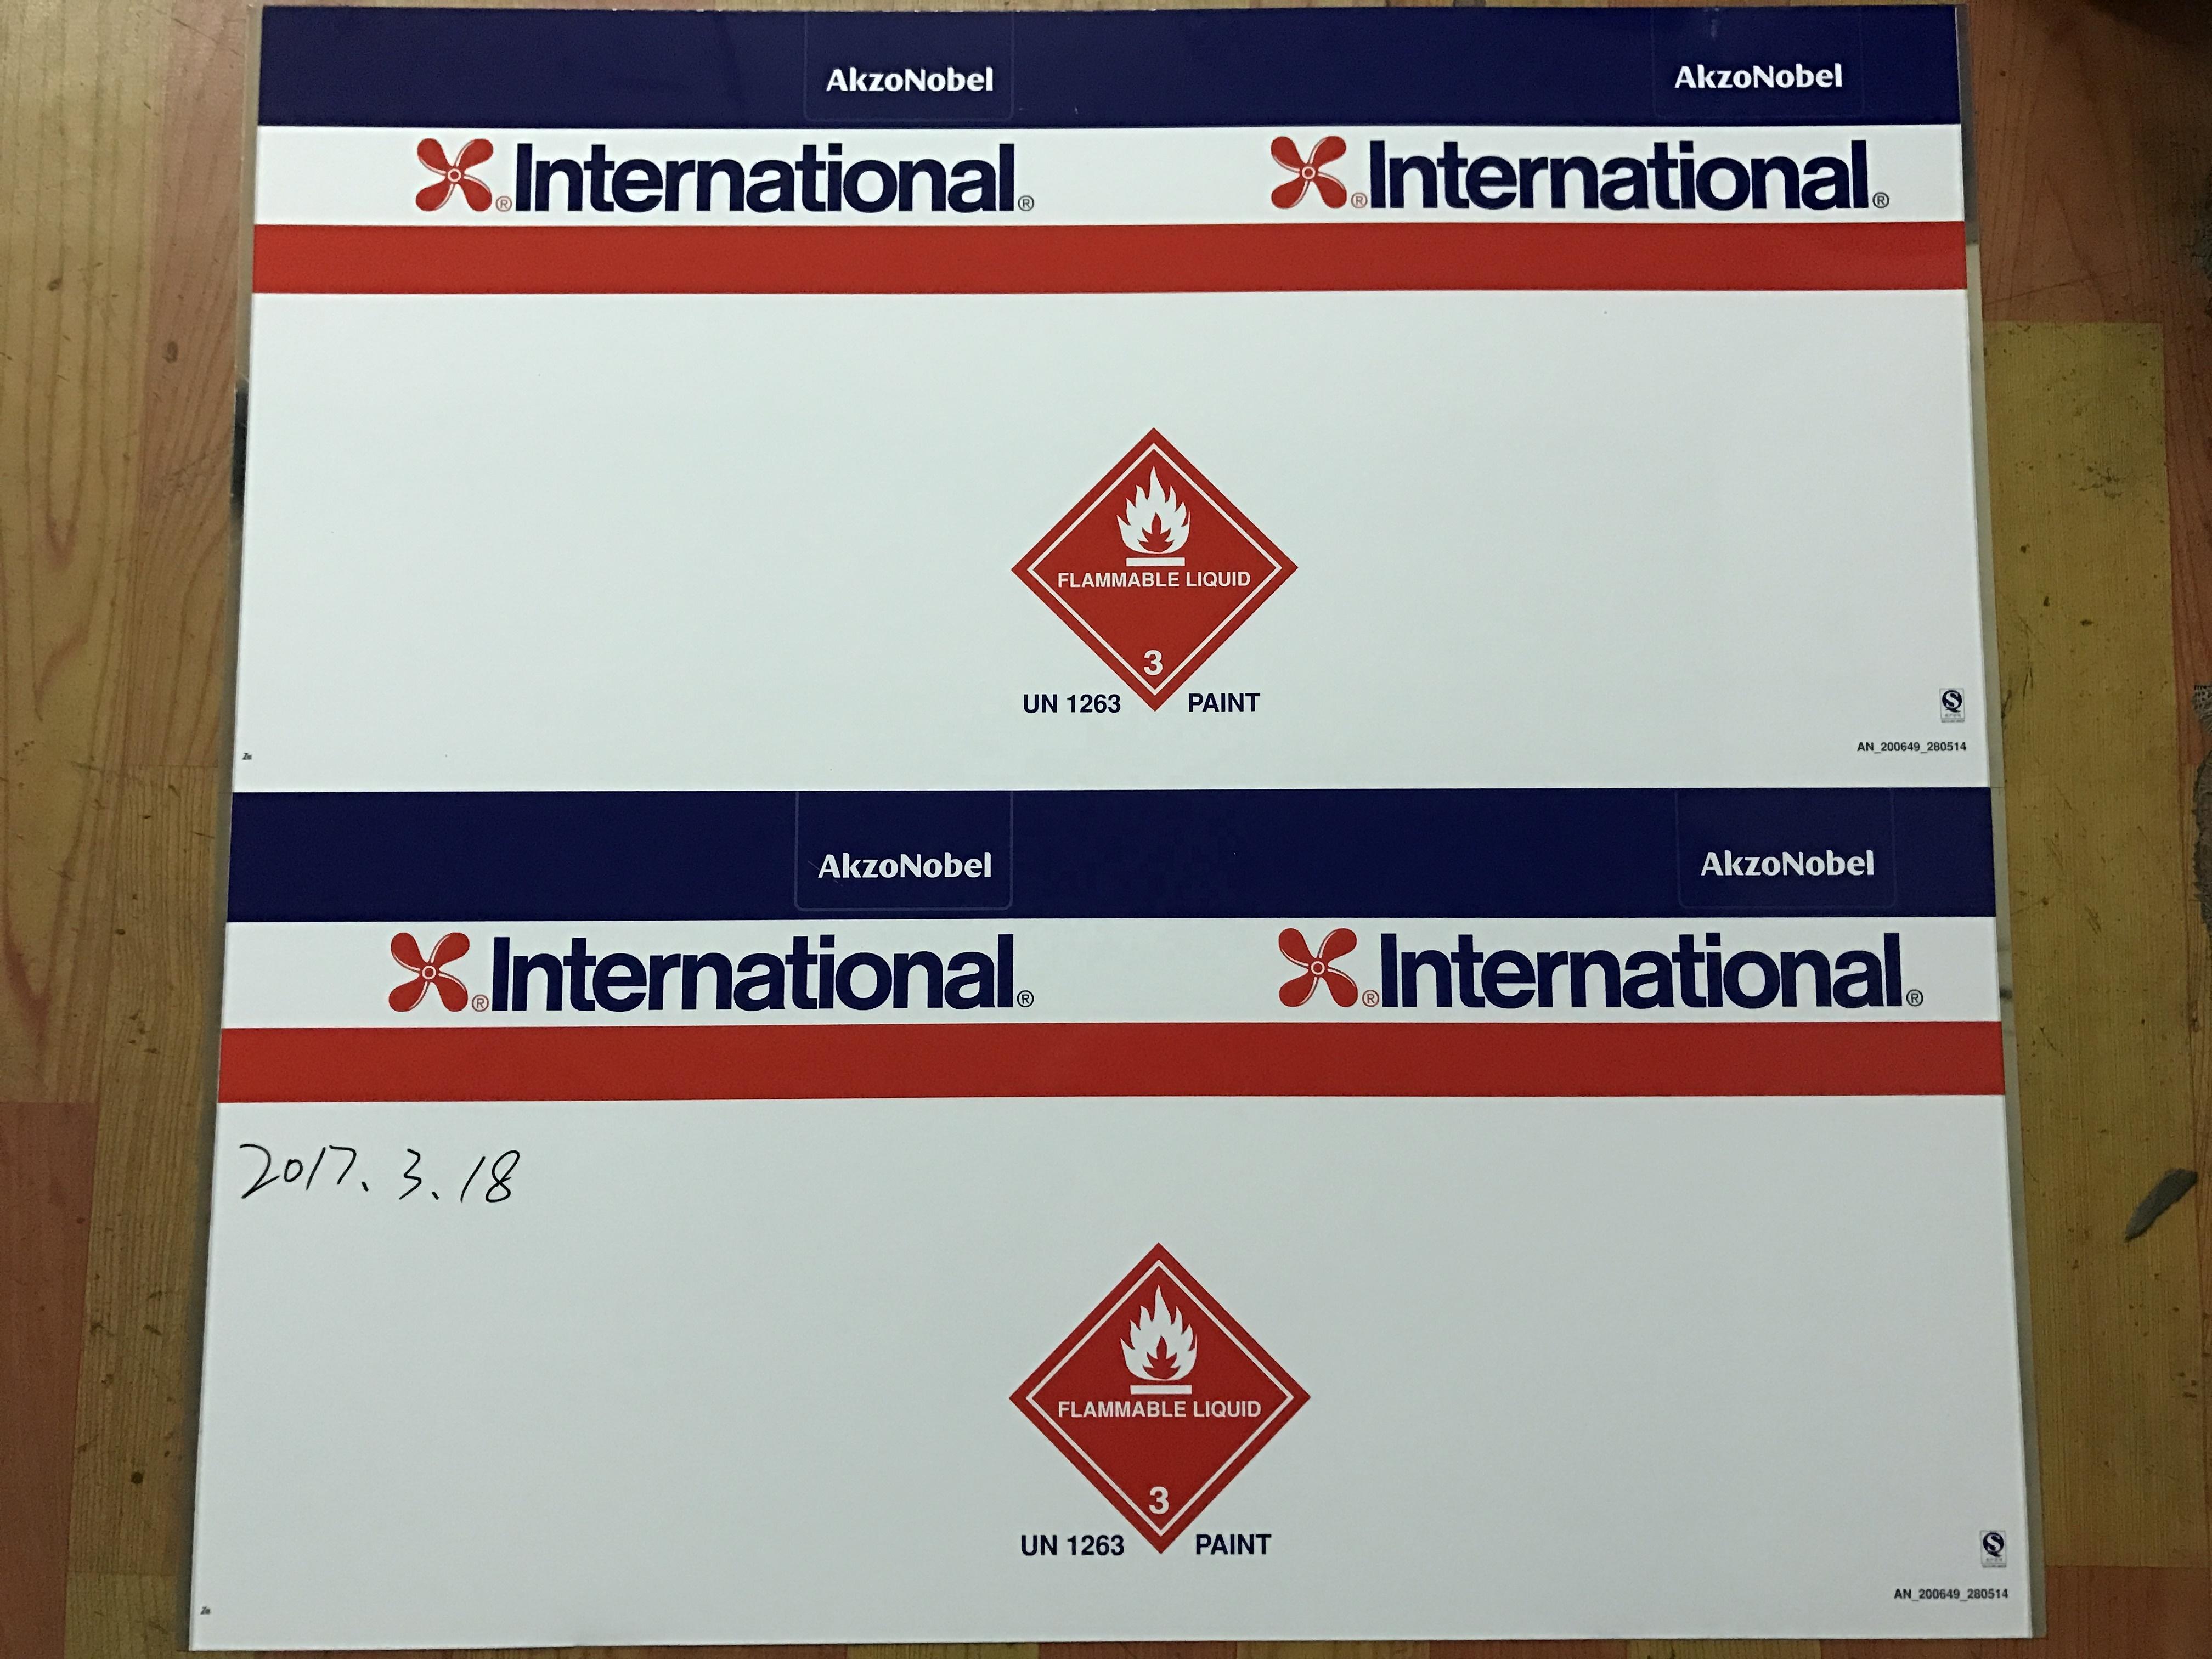 AkzoNobel AkzoNobel
®International® ®International®
FLAMMABLE LIQUID
3
UN 1263 PAINT
AN_200649_280514
AkzoNobel AkzoNobel
®International® ®International®
2017.3.18
FLAMMABLE LIQUID
3
UN 1263 PAINT
AN_200649_280514